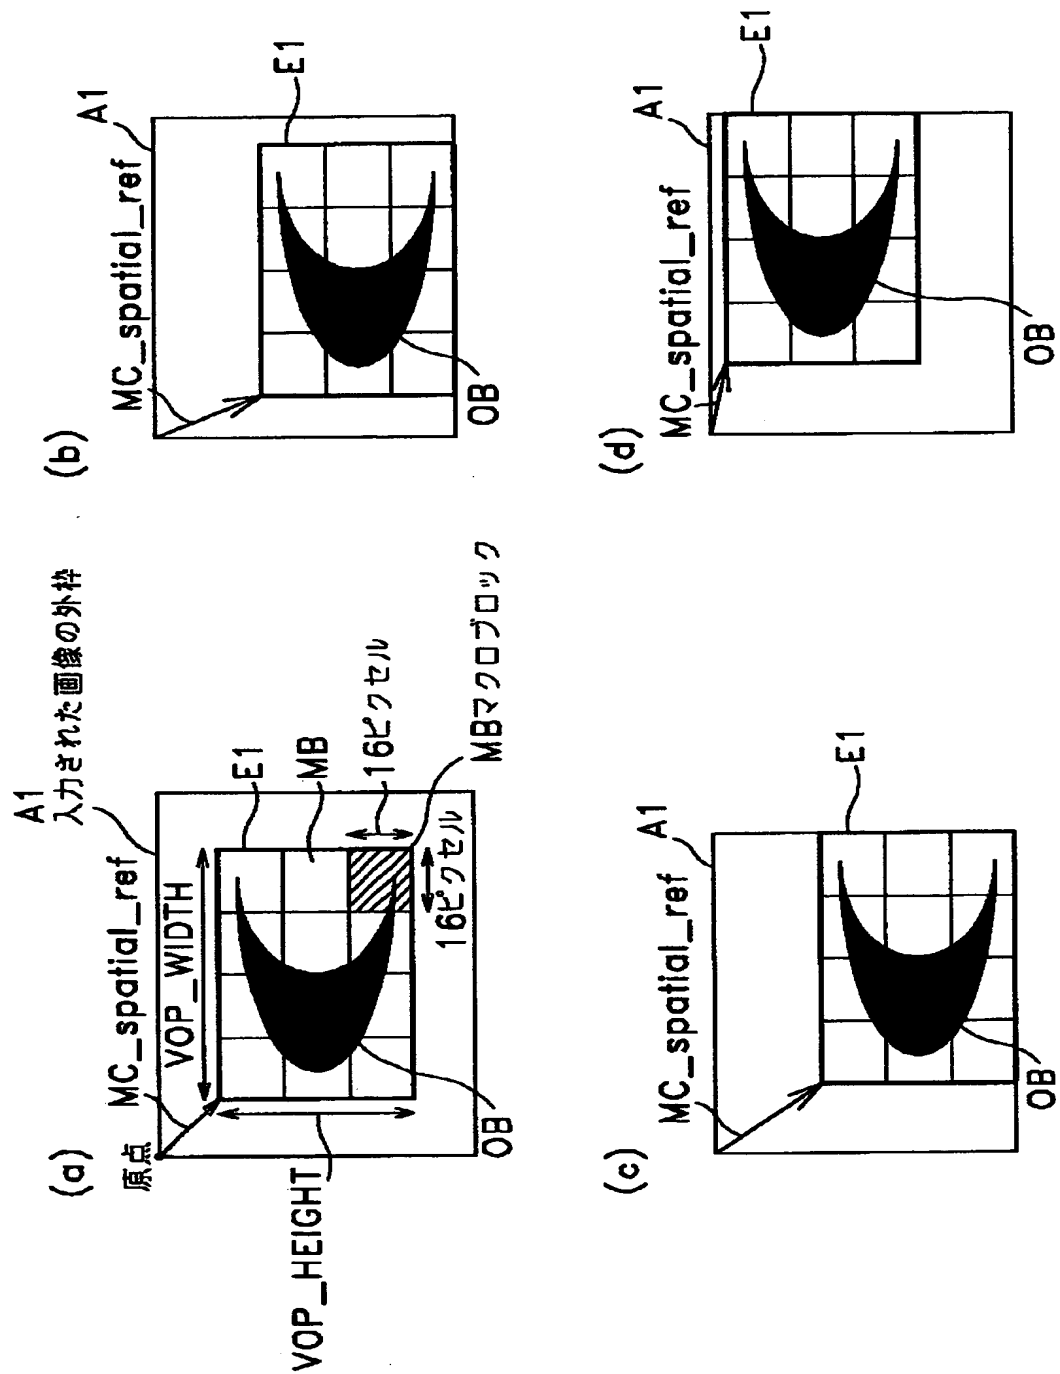 (a)
原点
MC_spatial_ref
A1
入力された画像の外枠
VOP_WIDTH
E1
MB
16ピクセル
16ピクセル
MBマクロブロック
VOP_HEIGHT
OB
(b)
MC_spatial_ref
A1
E1
OB
(c)
MC_spatial_ref
A1
E1
OB
(d)
MC_spatial_ref
A1
E1
OB